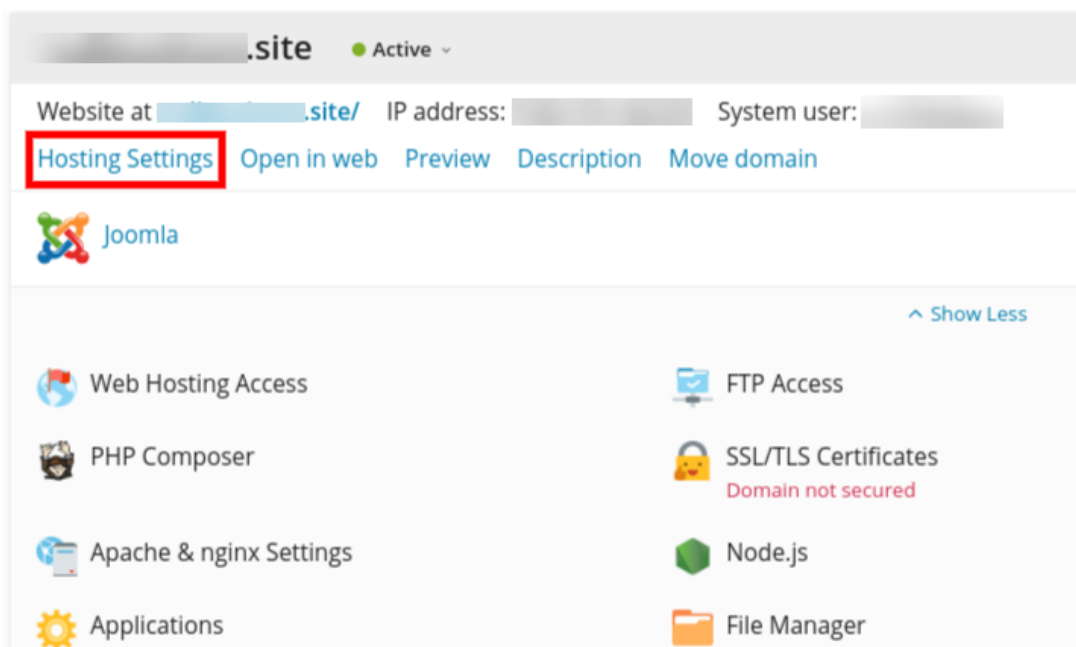 .site Active
Website at .site/ IP address: System user:
Hosting Settings Open in web Preview Description Move domain
Joomla
Show Less
Web Hosting Access FTP Access
PHP Composer SSL/TLS Certificates
Domain not secured
Apache & nginx Settings Node.js
Applications File Manager